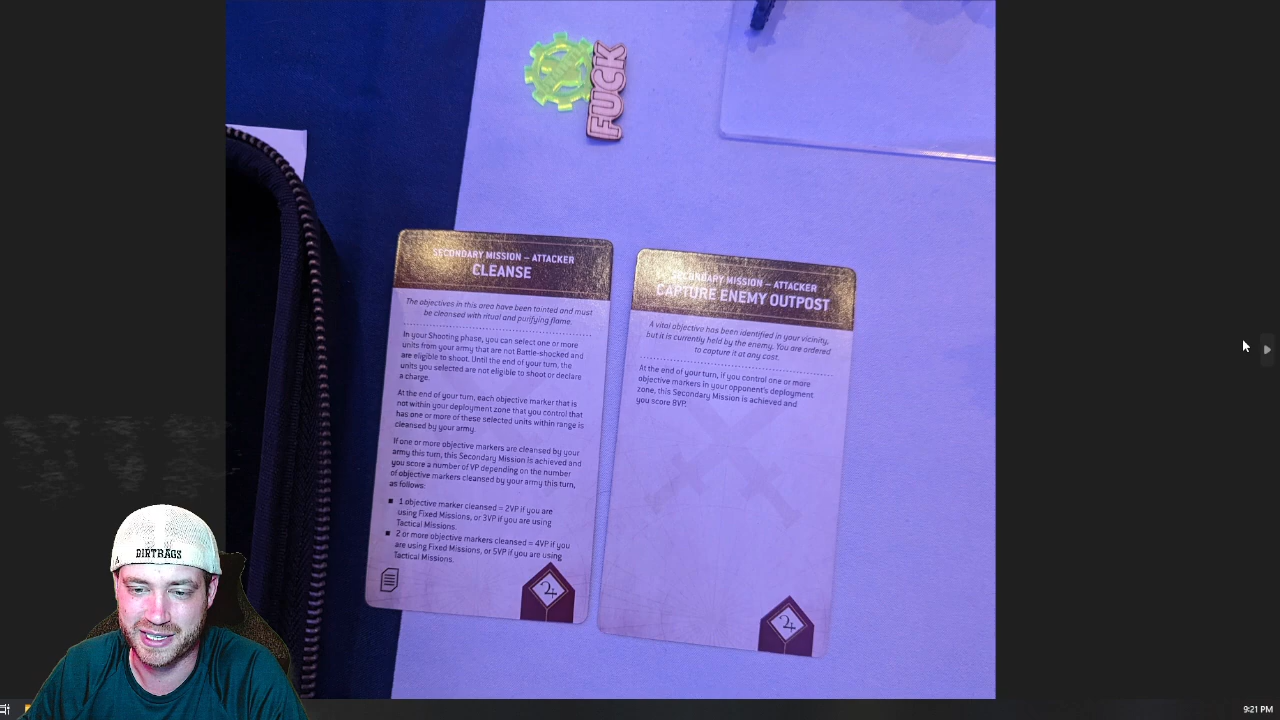 FUCK
SECONDARY MISSION – ATTACKER
CLEANSE
The objectives in this area have been tainted and must
be cleansed with ritual and purifying flame.
In your Shooting phase, you can select one or more
units from your army that are not Battle-shocked and
are eligible to shoot. Until the end of your turn, the
units you selected are not eligible to shoot or declare
a charge.
At the end of your turn, each objective marker that is
not within your deployment zone that you control that
has one or more of these selected units within range is
cleansed by your army.
If one or more objective markers are cleansed by your
army this turn, this Secondary Mission is achieved and
you score a number of VP depending on the number
of objective markers cleansed by your army this turn,
as follows:
■ 1 objective marker cleansed = 2VP if you are
using Fixed Missions, or 3VP if you are using
Tactical Missions.
■ 2 or more objective markers cleansed = 4VP if you
are using Fixed Missions, or 5VP if you are using
Tactical Missions.
SECONDARY MISSION – ATTACKER
CAPTURE ENEMY OUTPOST
A vital objective has been identified in your vicinity,
but it is currently held by the enemy. You are ordered
to capture it at any cost.
At the end of your turn, if you control one or more
objective markers in your opponent's deployment
zone, this Secondary Mission is achieved and
you score 8VP.
DIRTBAGS
9:21 PM